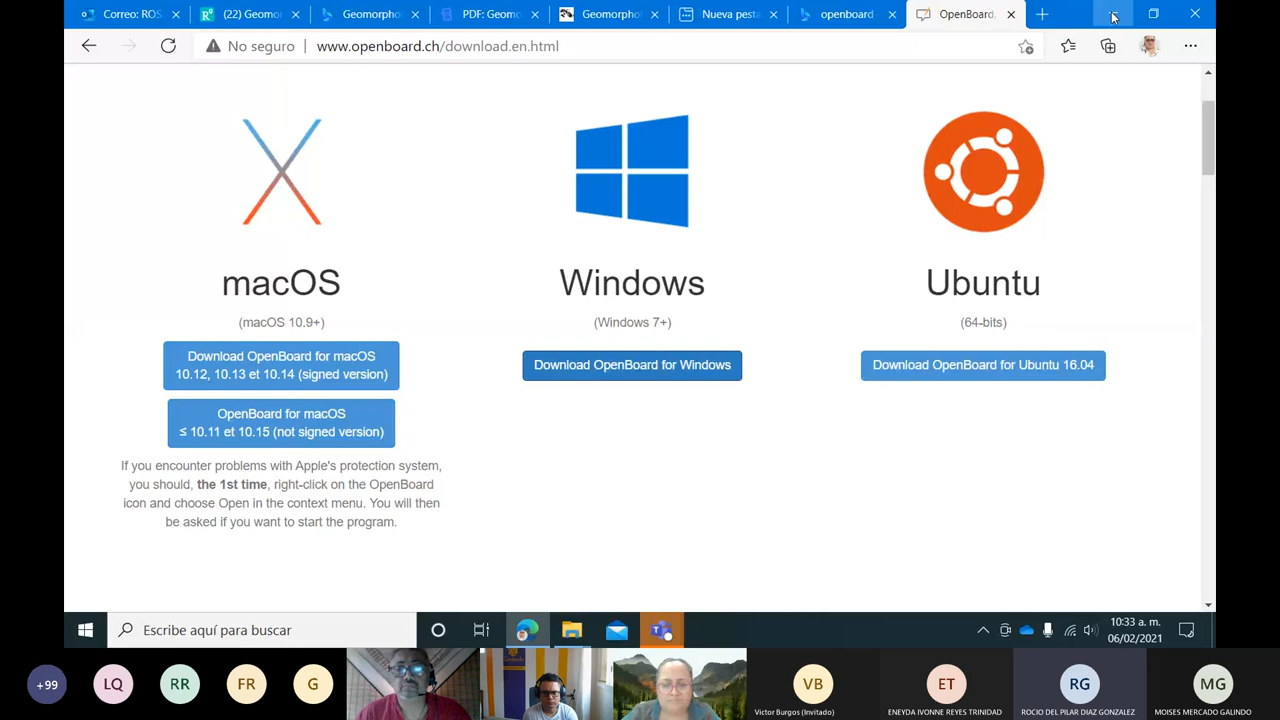 Correo: ROS
(22) Geomor
Geomorphol
PDF: Geomo
Geomorphol
Nueva pesta
openboard
OpenBoard,
No seguro
www.openboard.ch/download.en.html
macOS
(macOS 10.9+)
Download OpenBoard for macOS
10.12, 10.13 et 10.14 (signed version)
OpenBoard for macOS
≤ 10.11 et 10.15 (not signed version)
If you encounter problems with Apple's protection system,
you should, the 1st time, right-click on the OpenBoard
icon and choose Open in the context menu. You will then
be asked if you want to start the program.
Windows
(Windows 7+)
Download OpenBoard for Windows
Ubuntu
(64-bits)
Download OpenBoard for Ubuntu 16.04
Escribe aquí para buscar
10:33 a. m.
06/02/2021
+99
LQ
RR
FR
G
VB
Victor Burgos (Invitado)
ET
ENEYDA IVONNE REYES TRINIDAD
RG
ROCIO DEL PILAR DIAZ GONZALEZ
MG
MOISES MERCADO GALINDO